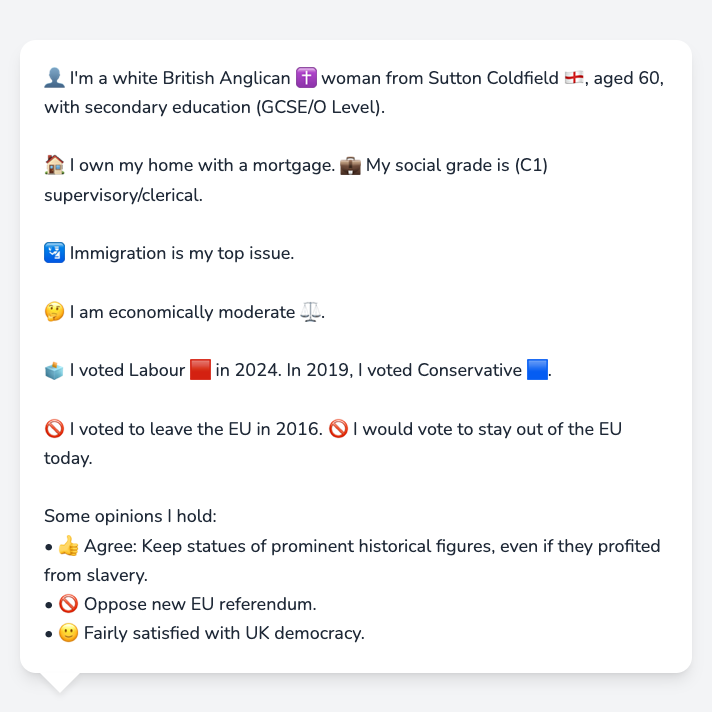 👤 I'm a white British Anglican ✝️ woman from Sutton Coldfield 🏴󠁧󠁢󠁥󠁮󠁧󠁿, aged 60,
with secondary education (GCSE/O Level).
🏠 I own my home with a mortgage. 💼 My social grade is (C1)
supervisory/clerical.
🛂 Immigration is my top issue.
🤔 I am economically moderate ⚖️.
🗳️ I voted Labour 🟥 in 2024. In 2019, I voted Conservative 🟦.
🚫 I voted to leave the EU in 2016. 🚫 I would vote to stay out of the EU
today.
Some opinions I hold:
• 👍 Agree: Keep statues of prominent historical figures, even if they profited
from slavery.
• 🚫 Oppose new EU referendum.
• 🙂 Fairly satisfied with UK democracy.